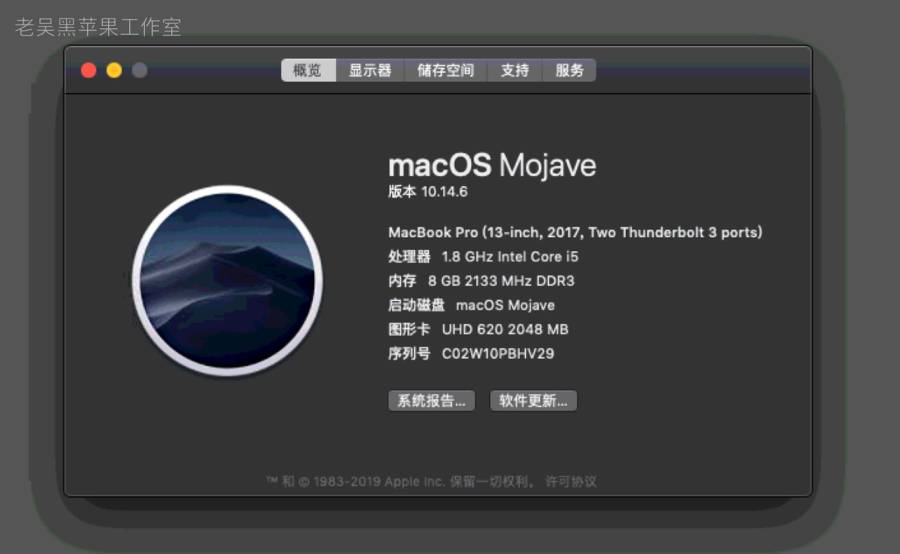 老吴黑苹果工作室
概览 显示器 储存空间 支持 服务
macOS Mojave
版本 10.14.6
MacBook Pro (13-inch, 2017, Two Thunderbolt 3 ports)
处理器 1.8 GHz Intel Core i5
内存 8 GB 2133 MHz DDR3
启动磁盘 macOS Mojave
图形卡 UHD 620 2048 MB
序列号 C02W10PBHV29
系统报告... 软件更新...
™ 和 © 1983-2019 Apple Inc. 保留一切权利。 许可协议